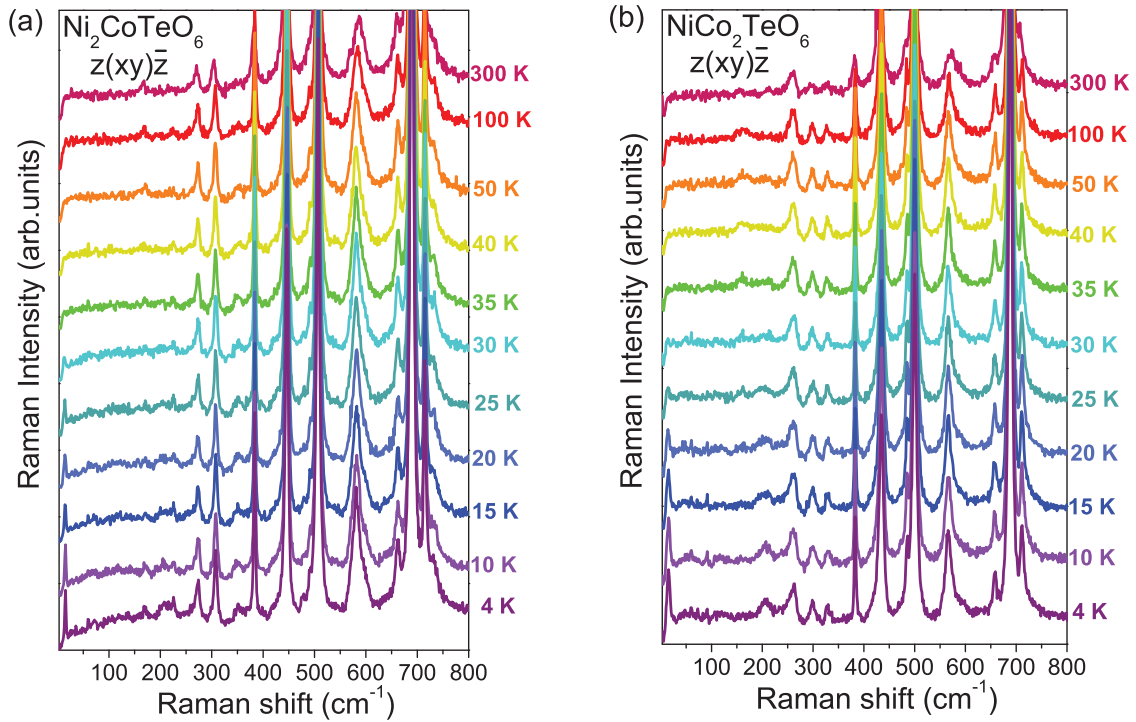 (a)
Ni₂CoTeO₆
z(xy)z̄
300 K
100 K
50 K
40 K
35 K
30 K
25 K
20 K
15 K
10 K
4 K
Raman Intensity (arb.units)
100 200 300 400 500 600 700 800
Raman shift (cm⁻¹)
(b)
NiCo₂TeO₆
z(xy)z̄
300 K
100 K
50 K
40 K
35 K
30 K
25 K
20 K
15 K
10 K
4 K
Raman Intensity (arb.units)
100 200 300 400 500 600 700 800
Raman shift (cm⁻¹)